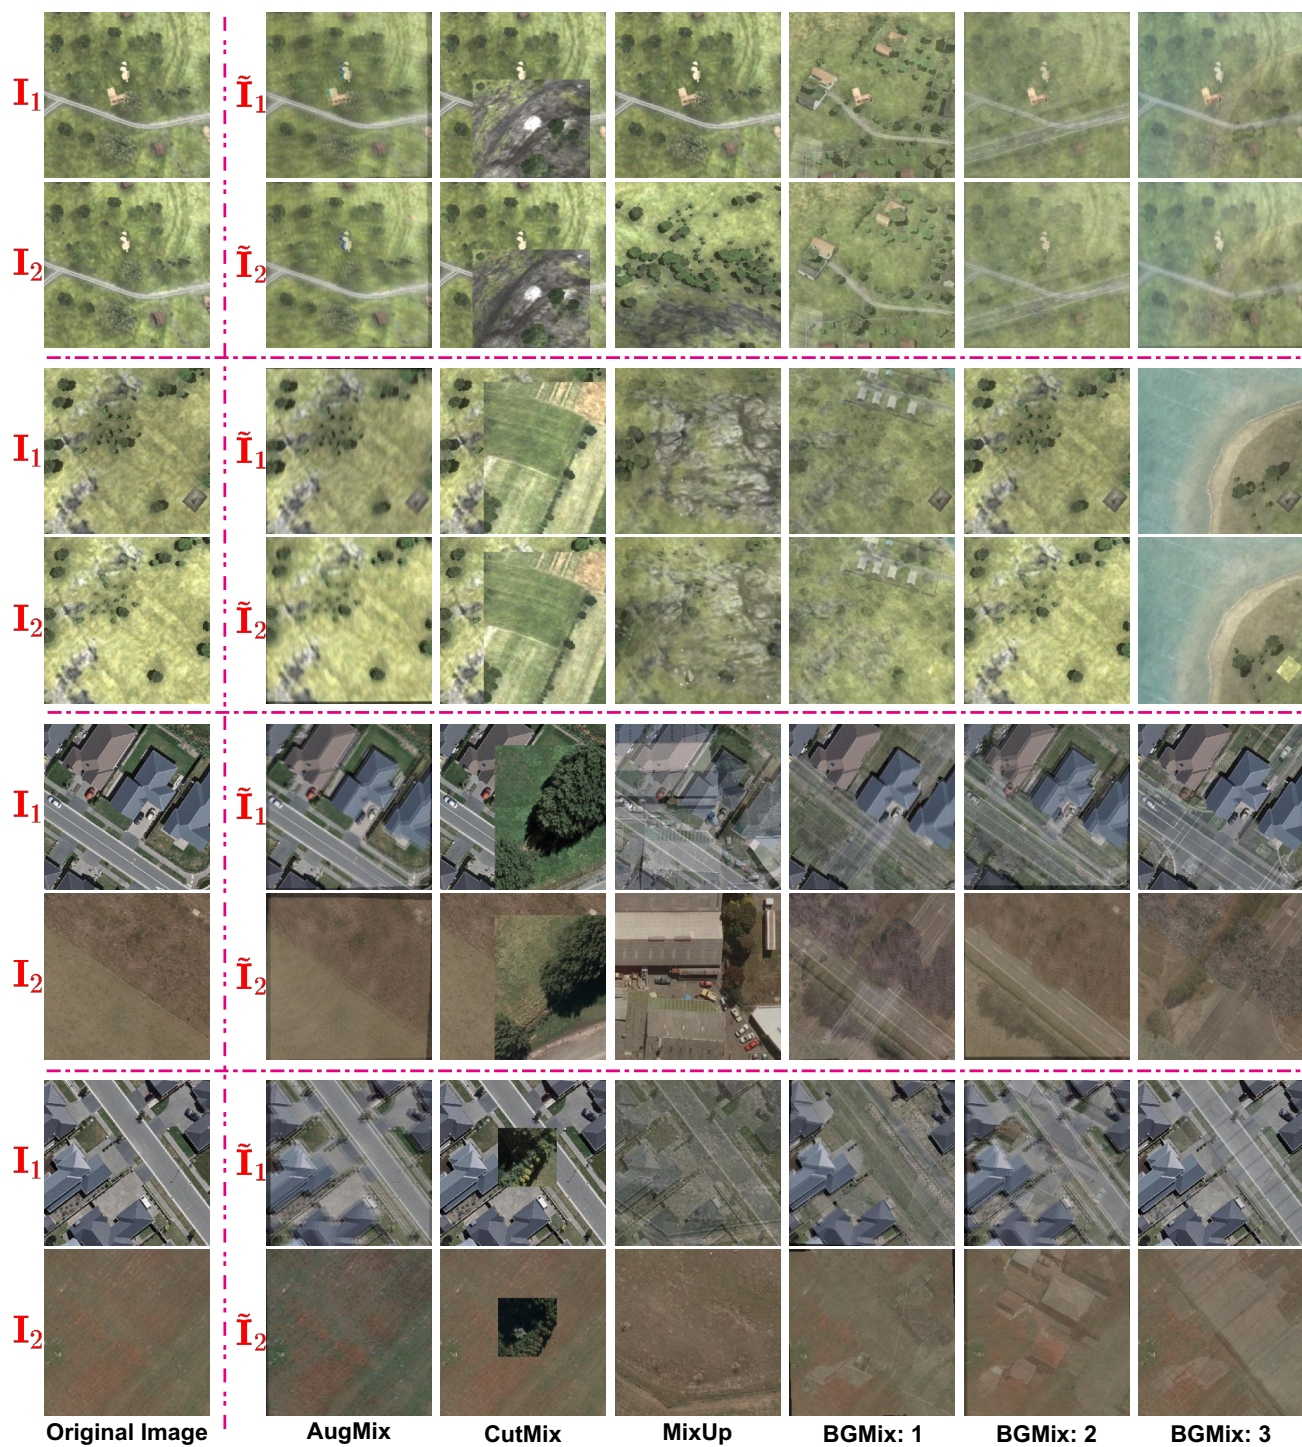 I₁ Ĩ₁
I₂ Ĩ₂
I₁ Ĩ₁
I₂ Ĩ₂
I₁ Ĩ₁
I₂ Ĩ₂
I₁ Ĩ₁
I₂ Ĩ₂
Original Image AugMix CutMix MixUp BGMix: 1 BGMix: 2 BGMix: 3